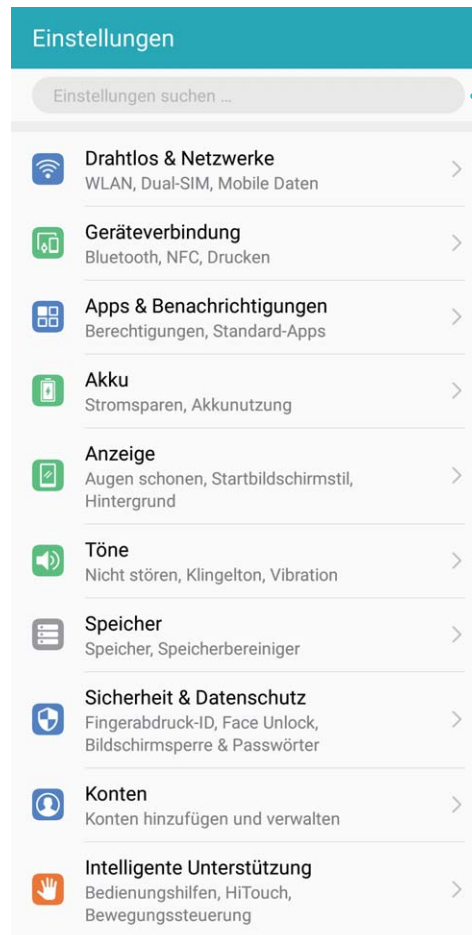 Einstellungen
Einstellungen suchen ...
Drahtlos & Netzwerke
WLAN, Dual-SIM, Mobile Daten
Geräteverbindung
Bluetooth, NFC, Drucken
Apps & Benachrichtigungen
Berechtigungen, Standard-Apps
Akku
Stromsparen, Akkunutzung
Anzeige
Augen schonen, Startbildschirmstil,
Hintergrund
Töne
Nicht stören, Klingelton, Vibration
Speicher
Speicher, Speicherbereiniger
Sicherheit & Datenschutz
Fingerabdruck-ID, Face Unlock,
Bildschirmsperre & Passwörter
Konten
Konten hinzufügen und verwalten
Intelligente Unterstützung
Bedienungshilfen, HiTouch,
Bewegungssteuerung